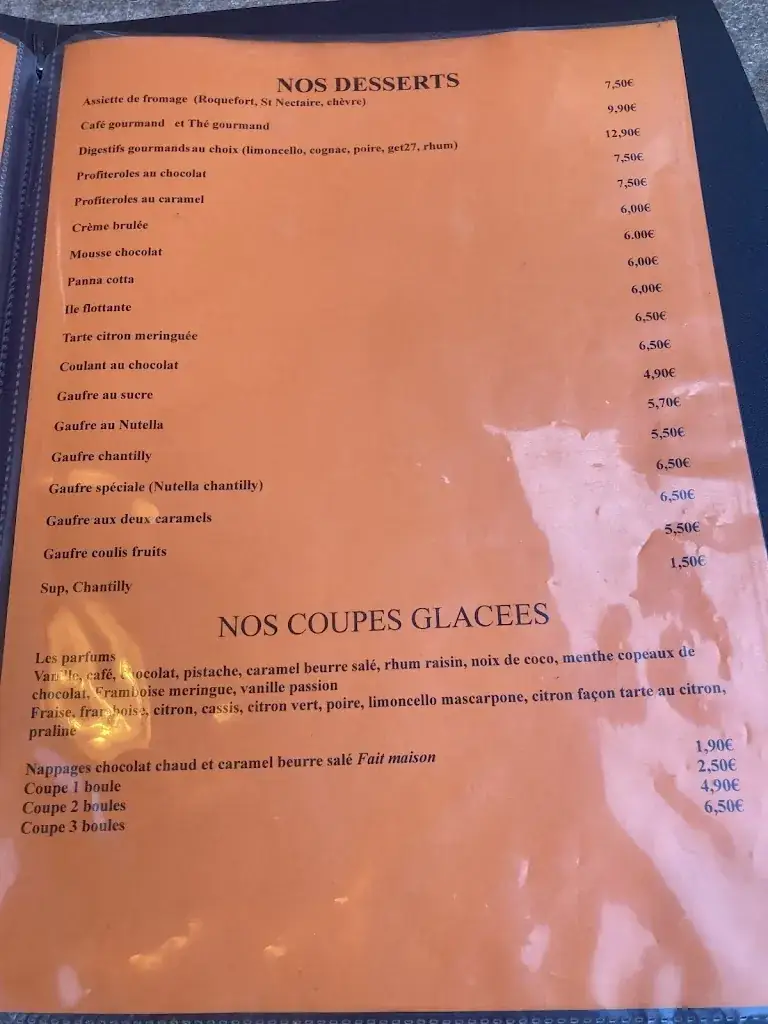 NOS DESSERTS
Assiette de fromage (Roquefort, St Nectaire, chèvre) 7,50€
Café gourmand et Thé gourmand 9,90€
Digestifs gourmands au choix (limoncello, cognac, poire, get27, rhum) 12,90€
Profiteroles au chocolat 7,50€
Profiteroles au caramel 7,50€
Crème brulée 6,00€
Mousse chocolat 6.00€
Panna cotta 6,00€
Ile flottante 6,00€
Tarte citron meringuée 6,50€
Coulant au chocolat 6,50€
Gaufre au sucre 4,90€
Gaufre au Nutella 5,70€
Gaufre chantilly 5,50€
Gaufre spéciale (Nutella chantilly) 6,50€
Gaufre aux deux caramels 6,50€
Gaufre coulis fruits 5,50€
Sup, Chantilly 1,50€
NOS COUPES GLACEES
Les parfums
Vanille, café, chocolat, pistache, caramel beurre salé, rhum raisin, noix de coco, menthe copeaux de
chocolat, Framboise meringue, vanille passion
Fraise, framboise, citron, cassis, citron vert, poire, limoncello mascarpone, citron façon tarte au citron,
praline
Nappages chocolat chaud et caramel beurre salé Fait maison 1,90€
Coupe 1 boule 2,50€
Coupe 2 boules 4,90€
Coupe 3 boules 6,50€